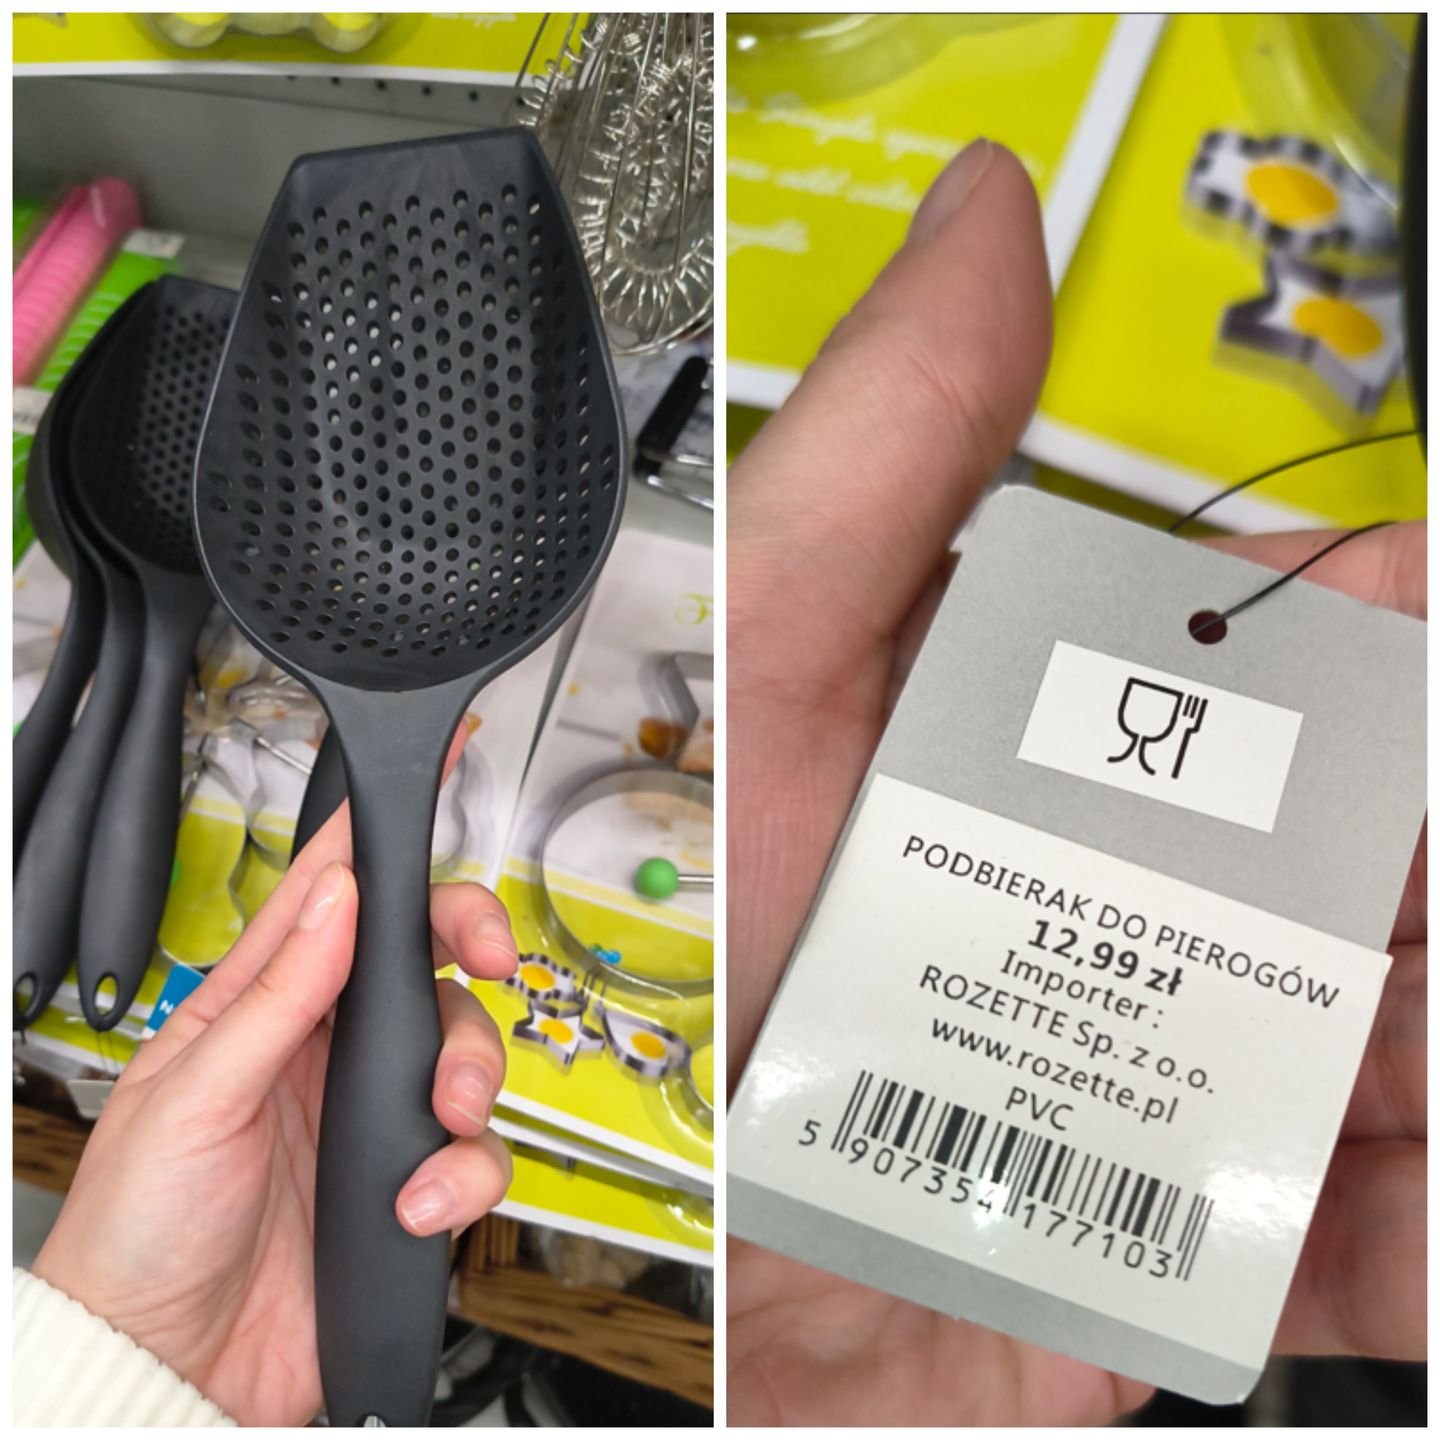 PODBIERAK DO PIEROGÓW
12,99 zł
Importer :
ROZETTE Sp. z o.o.
www.rozette.pl
PVC
5 907354 177103